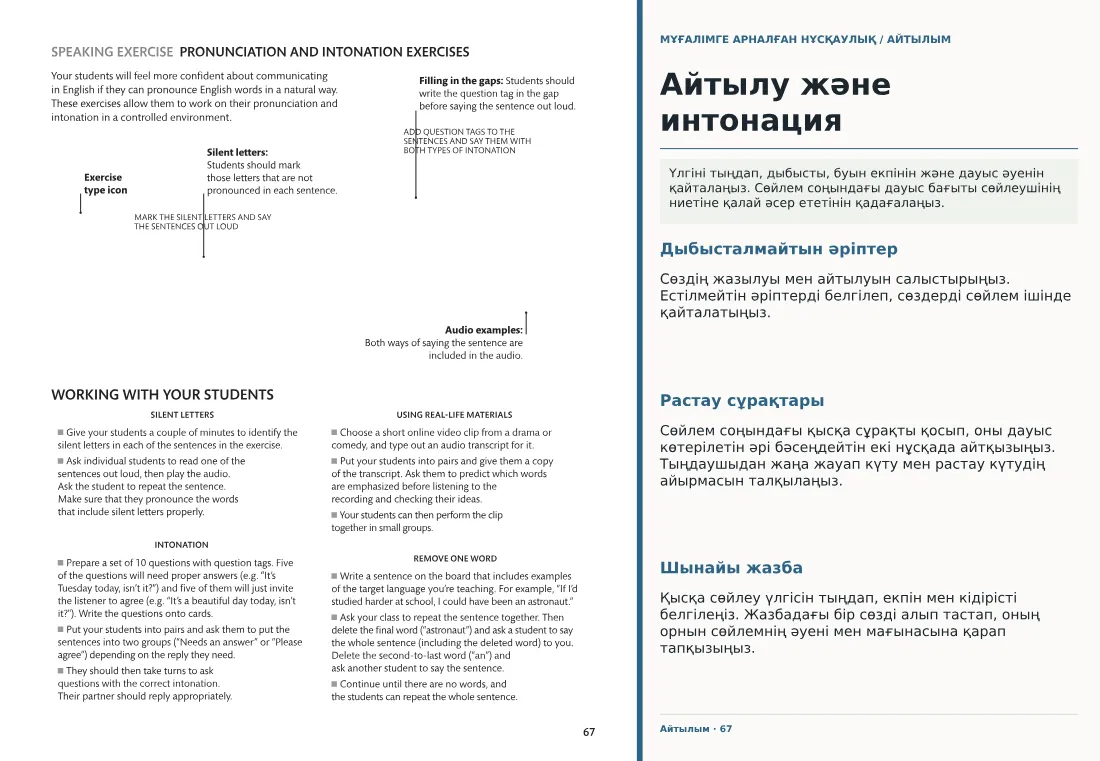 SPEAKING EXERCISE PRONUNCIATION AND INTONATION EXERCISES
Your students will feel more confident about communicating
in English if they can pronounce English words in a natural way.
These exercises allow them to work on their pronunciation and
intonation in a controlled environment.
Filling in the gaps: Students should
write the question tag in the gap
before saying the sentence out loud.
ADD QUESTION TAGS TO THE
SENTENCES AND SAY THEM WITH
BOTH TYPES OF INTONATION
Silent letters:
Students should mark
those letters that are not
pronounced in each sentence.
Exercise
type icon
MARK THE SILENT LETTERS AND SAY
THE SENTENCES OUT LOUD
Audio examples:
Both ways of saying the sentence are
included in the audio.
WORKING WITH YOUR STUDENTS
SILENT LETTERS
■ Give your students a couple of minutes to identify the
silent letters in each of the sentences in the exercise.
■ Ask individual students to read one of the
sentences out loud, then play the audio.
Ask the student to repeat the sentence.
Make sure that they pronounce the words
that include silent letters properly.
INTONATION
■ Prepare a set of 10 questions with question tags. Five
of the questions will need proper answers (e.g. “It’s
Tuesday today, isn’t it?”) and five of them will just invite
the listener to agree (e.g. “It’s a beautiful day today, isn’t
it?”). Write the questions onto cards.
■ Put your students into pairs and ask them to put the
sentences into two groups (“Needs an answer” or “Please
agree”) depending on the reply they need.
■ They should then take turns to ask
questions with the correct intonation.
Their partner should reply appropriately.
USING REAL-LIFE MATERIALS
■ Choose a short online video clip from a drama or
comedy, and type out an audio transcript for it.
■ Put your students into pairs and give them a copy
of the transcript. Ask them to predict which words
are emphasized before listening to the
recording and checking their ideas.
■ Your students can then perform the clip
together in small groups.
REMOVE ONE WORD
■ Write a sentence on the board that includes examples
of the target language you’re teaching. For example, “If I’d
studied harder at school, I could have been an astronaut.”
■ Ask your class to repeat the sentence together. Then
delete the final word (“astronaut”) and ask a student to say
the whole sentence (including the deleted word) to you.
Delete the second-to-last word (“an”) and
ask another student to say the sentence.
■ Continue until there are no words, and
the students can repeat the whole sentence.
67
МҰҒАЛІМГЕ АРНАЛҒАН НҰСҚАУЛЫҚ / АЙТЫЛЫМ
Айтылу және
интонация
Үлгіні тыңдап, дыбысты, буын екпінін және дауыс әуенін
қайталаңыз. Сөйлем соңындағы дауыс бағыты сөйлеушінің
ниетіне қалай әсер ететінін қадағалаңыз.
Дыбысталмайтын әріптер
Сөздің жазылуы мен айтылуын салыстырыңыз.
Естілмейтін әріптерді белгілеп, сөздерді сөйлем ішінде
қайталатыңыз.
Растау сұрақтары
Сөйлем соңындағы қысқа сұрақты қосып, оны дауыс
көтерілетін әрі бәсеңдейтін екі нұсқада айтқызыңыз.
Тыңдаушыдан жаңа жауап күту мен растау күтудің
айырмасын талқылаңыз.
Шынайы жазба
Қысқа сөйлеу үлгісін тыңдап, екпін мен кідірісті
белгілеңіз. Жазбадағы бір сөзді алып тастап, оның
орнын сөйлемнің әуені мен мағынасына қарап
тапқызыңыз.
Айтылым · 67